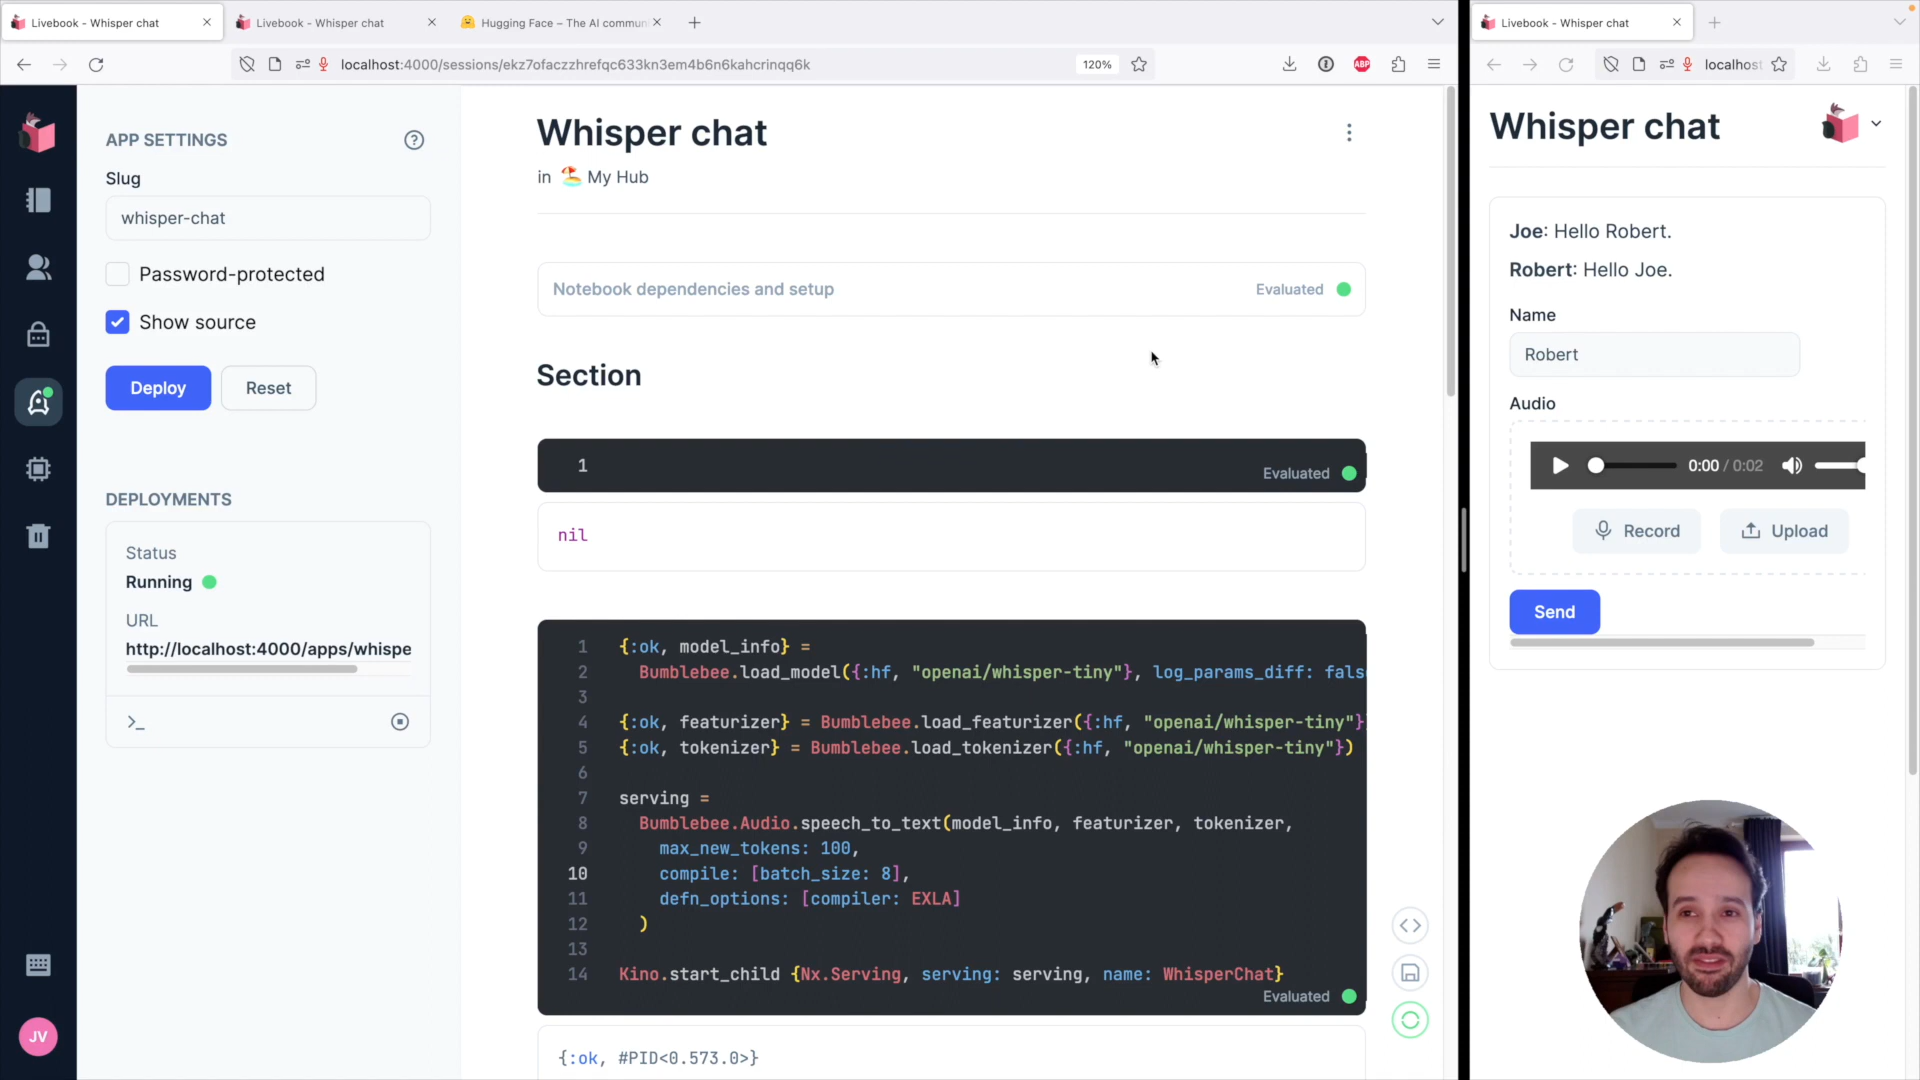 Livebook - Whisper chat
Livebook - Whisper chat
Hugging Face – The AI commun
localhost:4000/sessions/ekz7ofaczzhrefqc633kn3em4b6n6kahcrinqq6k
120%
ABP
APP SETTINGS
Slug
whisper-chat
Password-protected
Show source
Deploy
Reset
DEPLOYMENTS
Status
Running
URL
http://localhost:4000/apps/whispe
JV
Whisper chat
in 🏖️ My Hub
Notebook dependencies and setup
Evaluated
Section
1
Evaluated
nil
1 {:ok, model_info} =
2 Bumblebee.load_model({:hf, "openai/whisper-tiny"}, log_params_diff: fals
3
4 {:ok, featurizer} = Bumblebee.load_featurizer({:hf, "openai/whisper-tiny"}
5 {:ok, tokenizer} = Bumblebee.load_tokenizer({:hf, "openai/whisper-tiny"})
6
7 serving =
8 Bumblebee.Audio.speech_to_text(model_info, featurizer, tokenizer,
9 max_new_tokens: 100,
10 compile: [batch_size: 8],
11 defn_options: [compiler: EXLA]
12 )
13
14 Kino.start_child {Nx.Serving, serving: serving, name: WhisperChat}
Evaluated
{:ok, #PID<0.573.0>}
Livebook - Whisper chat
localhost
Whisper chat
Joe: Hello Robert.
Robert: Hello Joe.
Name
Robert
Audio
0:00 / 0:02
Record
Upload
Send